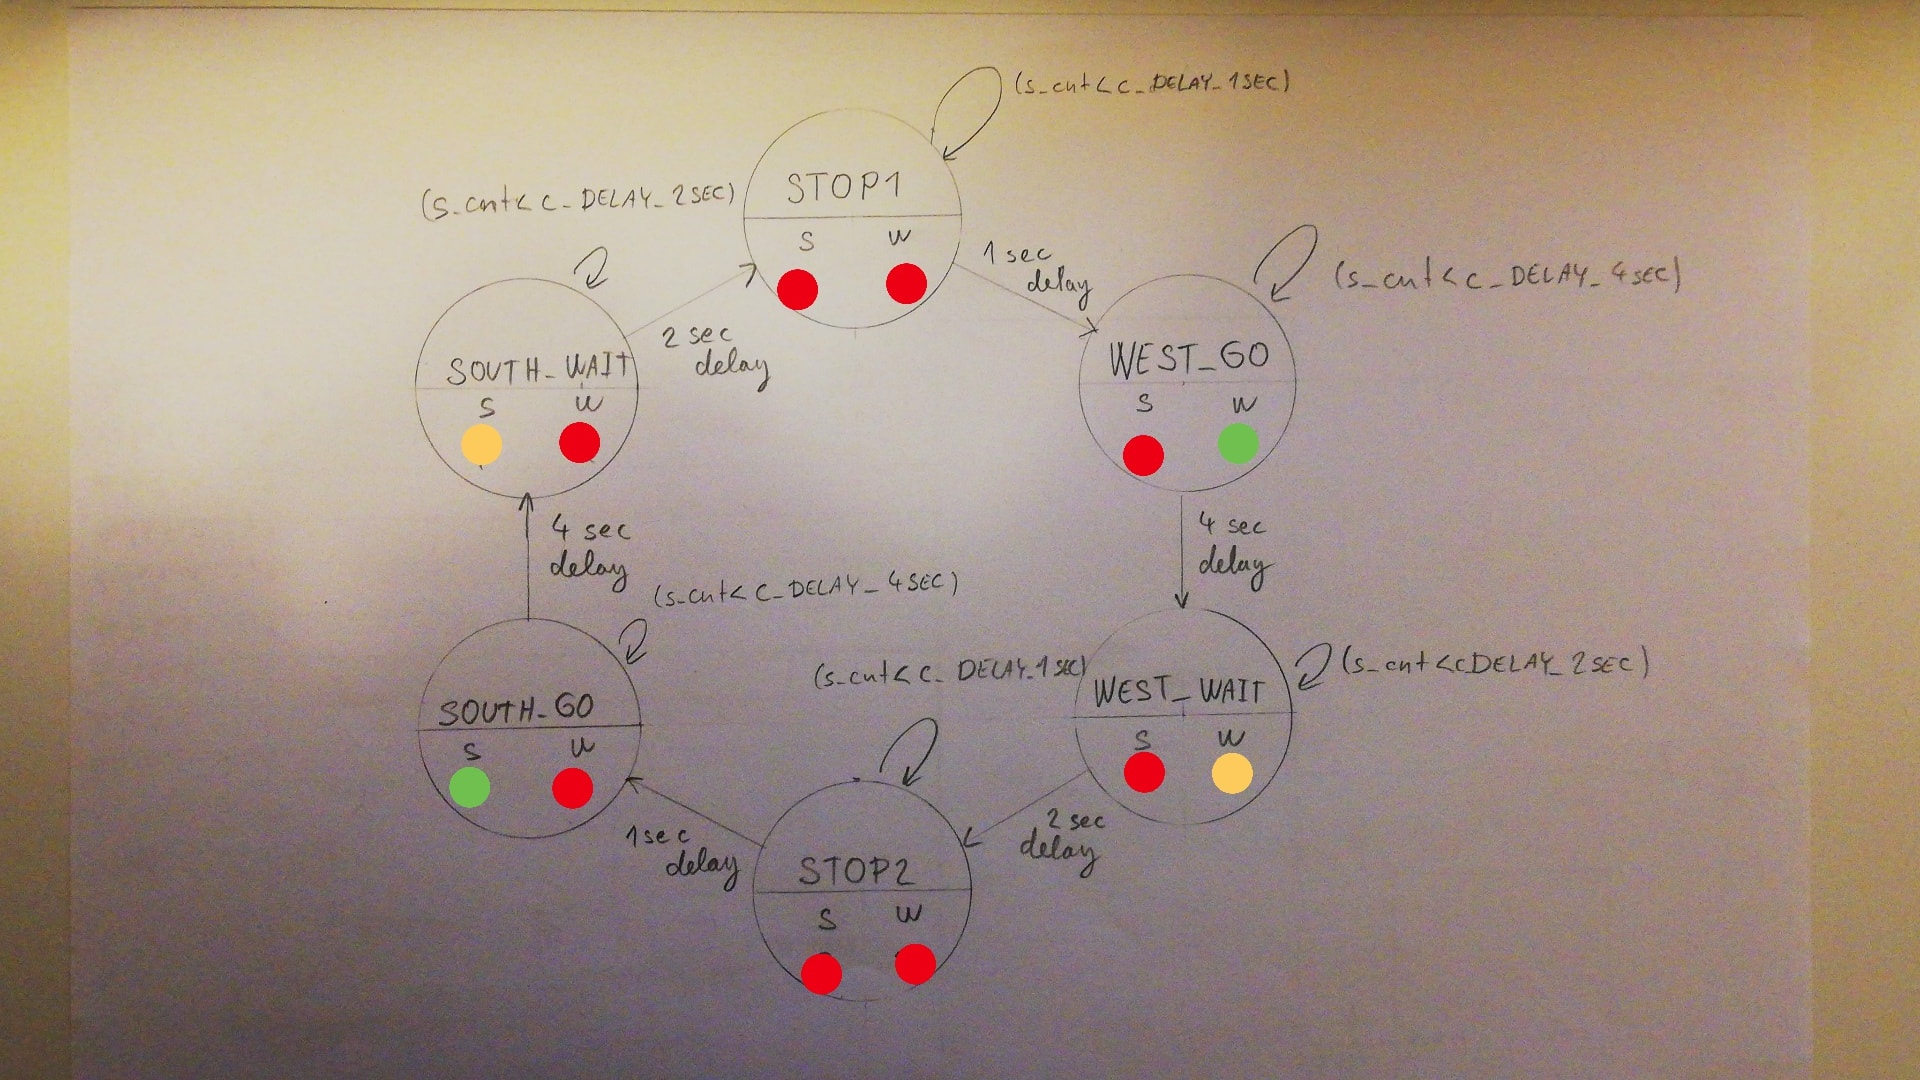 (s_cnt < c_DELAY_1SEC)
STOP1
S W
(s_cnt < c_DELAY_2SEC)
1 sec
delay
(s_cnt < c_DELAY_4SEC)
2 sec
delay
SOUTH_WAIT
S W
WEST_GO
S W
4 sec
delay
4 sec
delay
(s_cnt < c_DELAY_4SEC)
(s_cnt < c_DELAY_1SEC)
(s_cnt < cDELAY_2SEC)
SOUTH_GO
S W
WEST_WAIT
S W
1 sec
delay
2 sec
delay
STOP2
S W